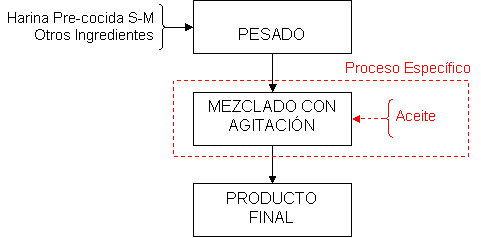 Harina Pre-cocida S-M
Otros Ingredientes
PESADO
Proceso Específico
MEZCLADO CON
AGITACIÓN
Aceite
PRODUCTO
FINAL